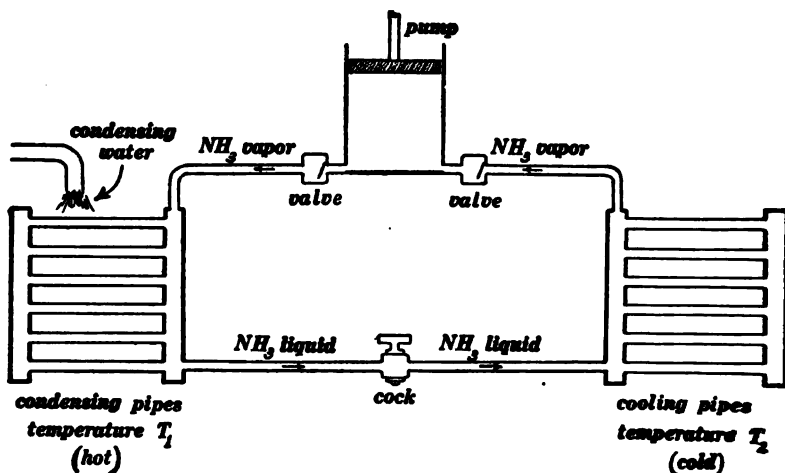 pump
condensing
water
NH₃ vapor
NH₃ vapor
valve
valve
NH₃ liquid
NH₃ liquid
cock
condensing pipes
temperature T₁
(hot)
cooling pipes
temperature T₂
(cold)